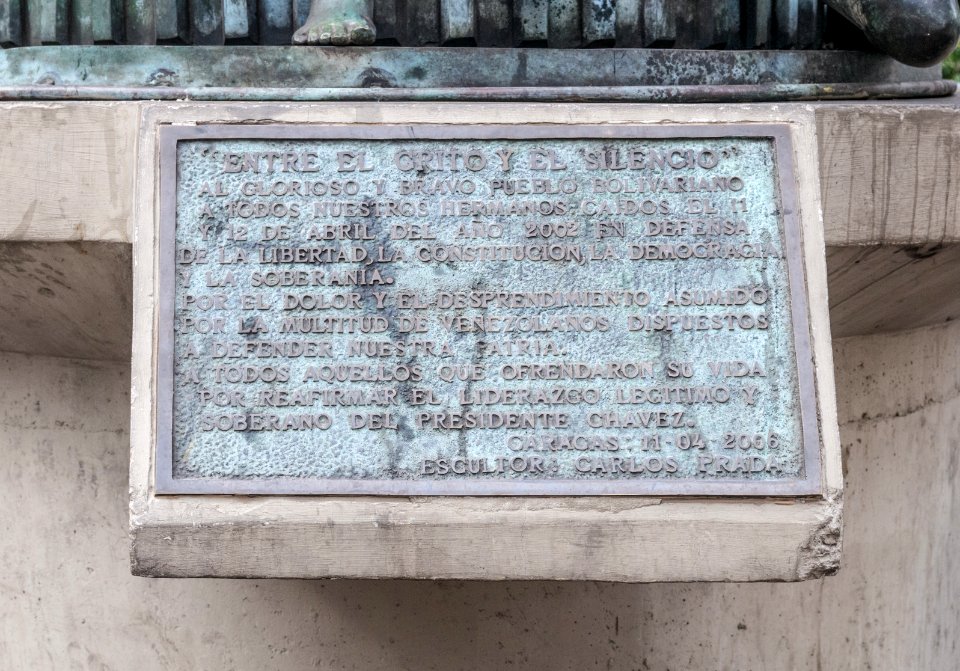 "ENTRE EL GRITO Y EL SILENCIO"
AL GLORIOSO Y BRAVO PUEBLO BOLIVARIANO
A TODOS NUESTROS HERMANOS CAIDOS EL 11
Y 12 DE ABRIL DEL AÑO 2002 EN DEFENSA
DE LA LIBERTAD, LA CONSTITUCION, LA DEMOCRACIA
Y LA SOBERANIA.
POR EL DOLOR Y EL DESPRENDIMIENTO ASUMIDO
POR LA MULTITUD DE VENEZOLANOS DISPUESTOS
A DEFENDER NUESTRA PATRIA.
A TODOS AQUELLOS QUE OFRENDARON SU VIDA
POR REAFIRMAR EL LIDERAZGO LEGITIMO Y
SOBERANO DEL PRESIDENTE CHAVEZ.
CARACAS: 11-04-2006
ESCULTOR: CARLOS PRADA